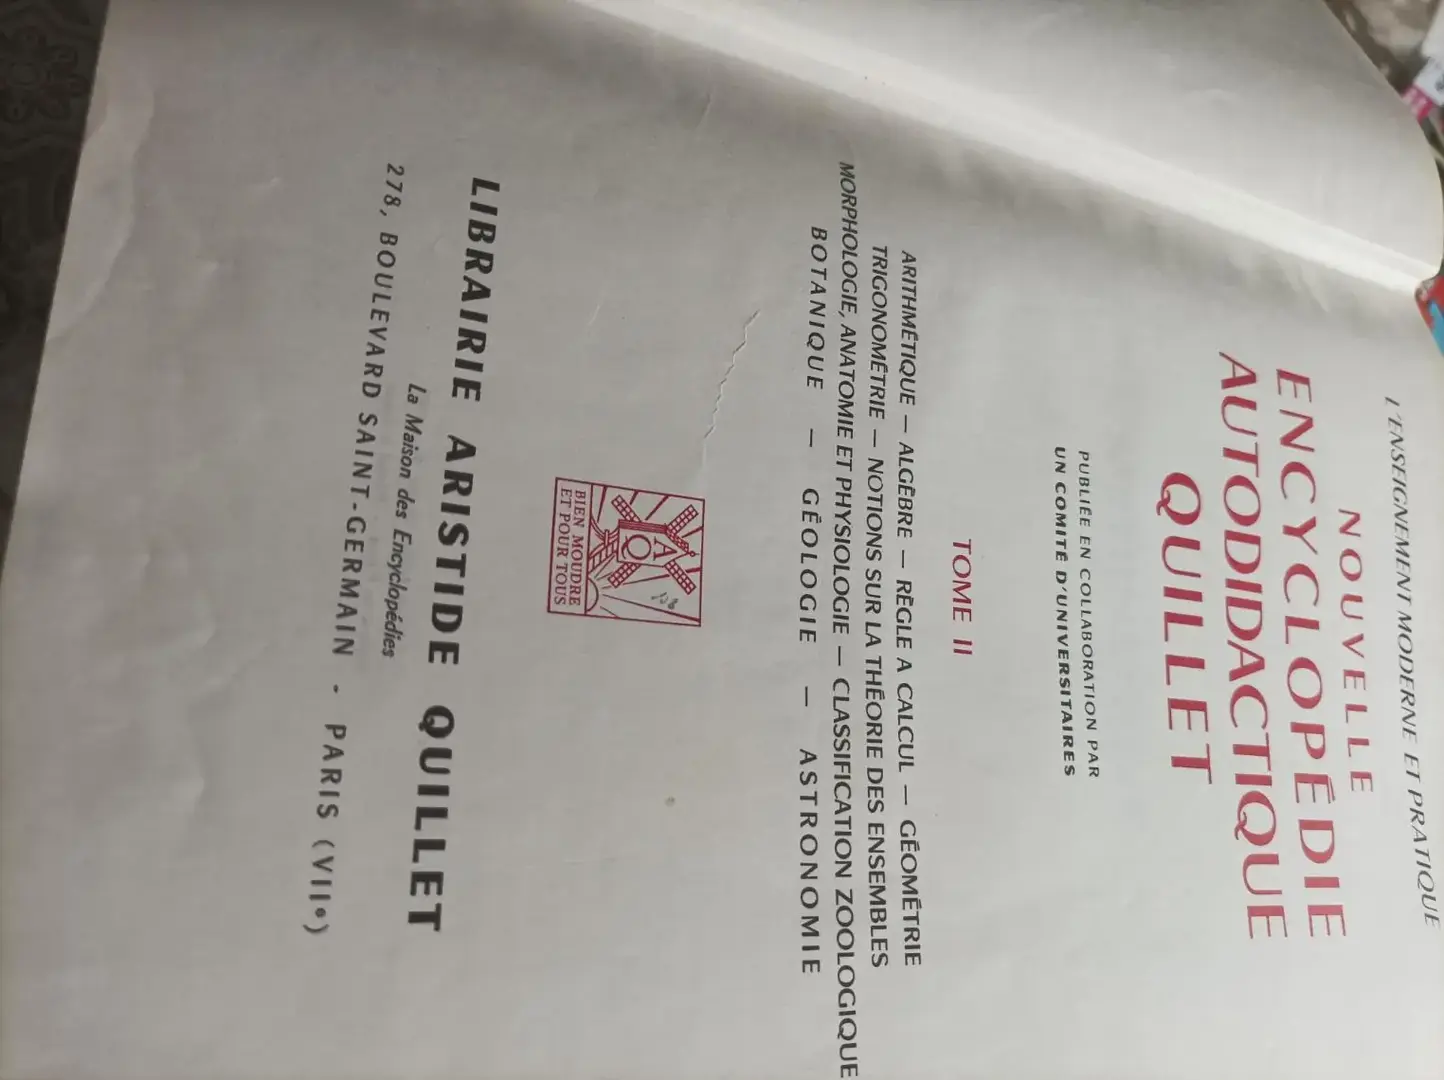 L'ENSEIGNEMENT MODERNE ET PRATIQUE
NOUVELLE
ENCYCLOPÉDIE
AUTODIDACTIQUE
QUILLET
PUBLIÉE EN COLLABORATION PAR
UN COMITÉ D'UNIVERSITAIRES
TOME II
ARITHMÉTIQUE — ALGÈBRE — RÈGLE A CALCUL — GÉOMÉTRIE
TRIGONOMÉTRIE — NOTIONS SUR LA THÉORIE DES ENSEMBLES
MORPHOLOGIE, ANATOMIE ET PHYSIOLOGIE — CLASSIFICATION ZOOLOGIQUE
BOTANIQUE — GÉOLOGIE — ASTRONOMIE
A
Q
BIEN MOUDRE
ET POUR TOUS
LIBRAIRIE ARISTIDE QUILLET
La Maison des Encyclopédies
278, BOULEVARD SAINT-GERMAIN - PARIS (VIIe)